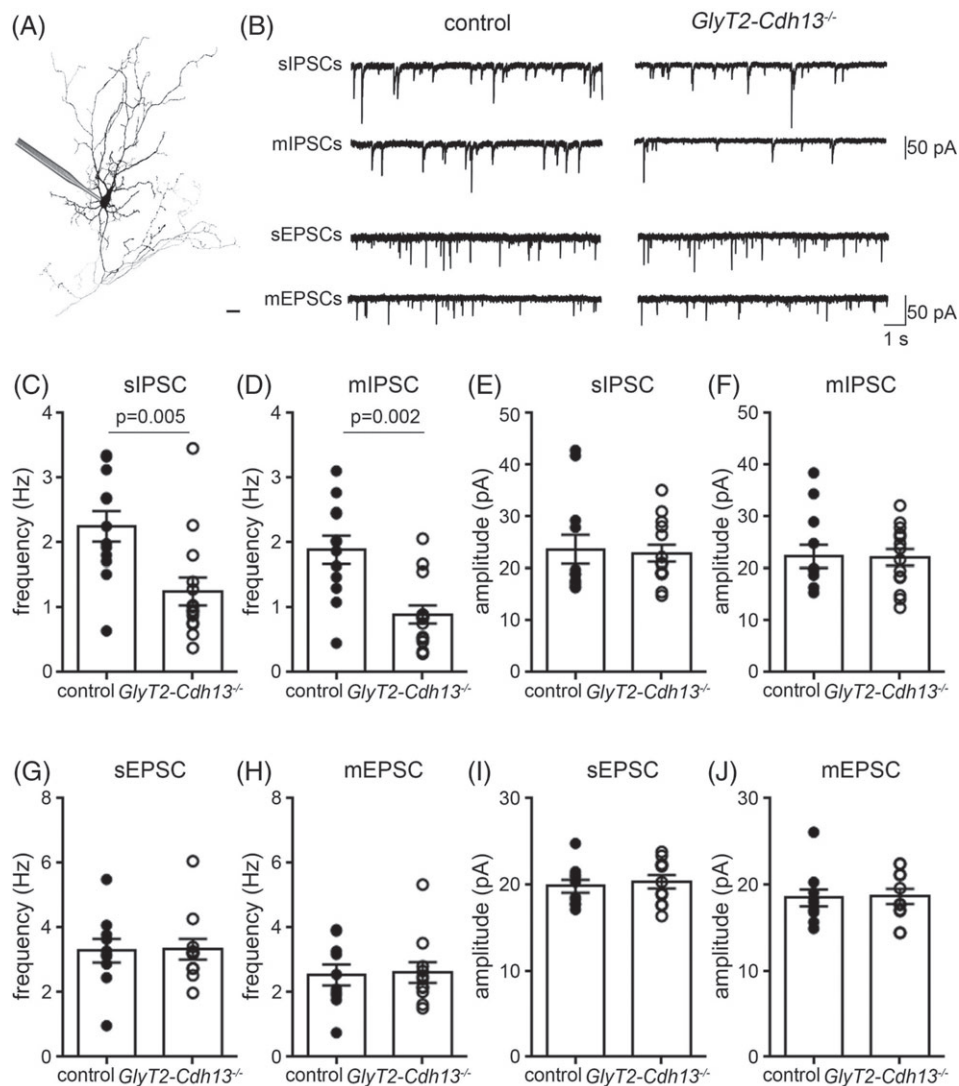 (A)
(B) control GlyT2-Cdh13-/-
sIPSCs
mIPSCs
50 pA
sEPSCs
mEPSCs
50 pA
1 s
(C) sIPSC
p=0.005
frequency (Hz)
4
3
2
1
0
control GlyT2-Cdh13-/-
(D) mIPSC
p=0.002
frequency (Hz)
4
3
2
1
0
control GlyT2-Cdh13-/-
(E) sIPSC
amplitude (pA)
50
40
30
20
10
0
control GlyT2-Cdh13-/-
(F) mIPSC
amplitude (pA)
50
40
30
20
10
0
control GlyT2-Cdh13-/-
(G) sEPSC
frequency (Hz)
8
6
4
2
0
control GlyT2-Cdh13-/-
(H) mEPSC
frequency (Hz)
8
6
4
2
0
control GlyT2-Cdh13-/-
(I) sEPSC
amplitude (pA)
30
20
10
0
control GlyT2-Cdh13-/-
(J) mEPSC
amplitude (pA)
30
20
10
0
control GlyT2-Cdh13-/-